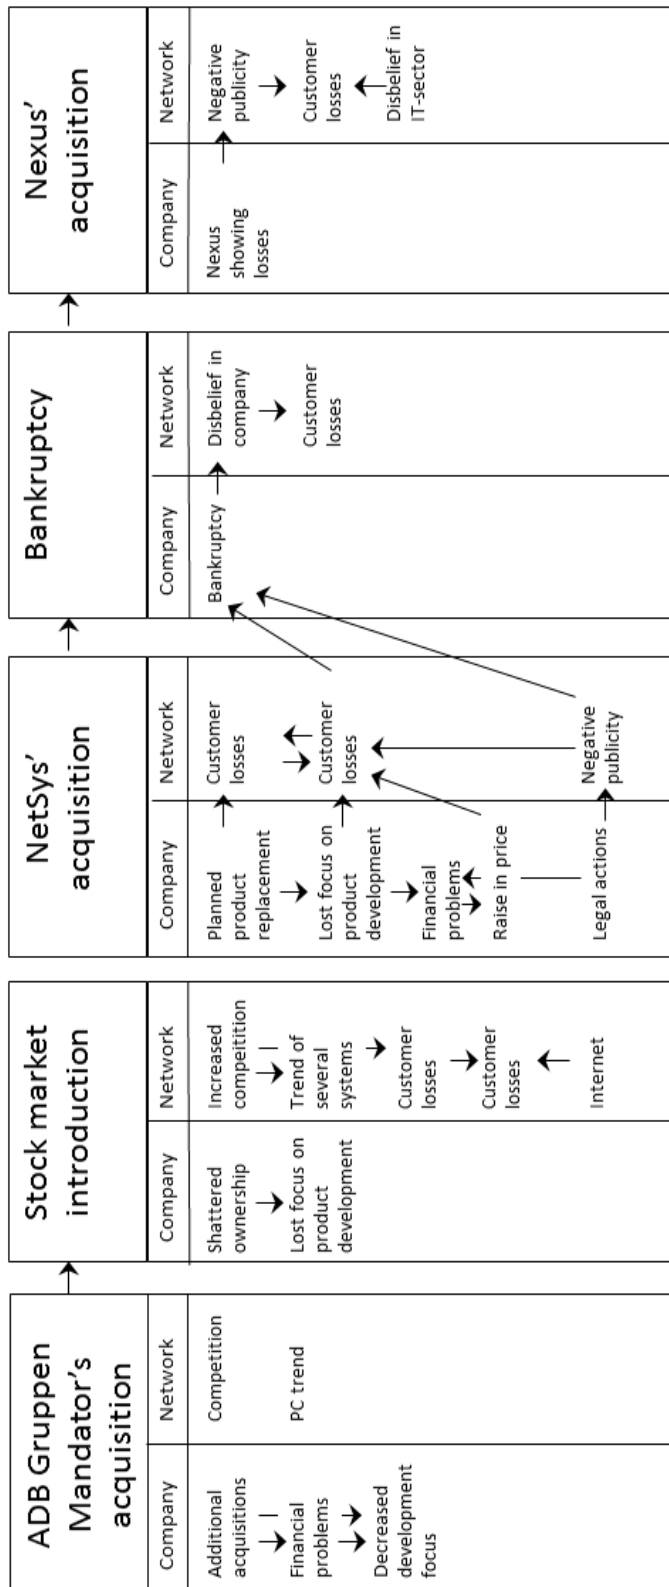 ADB Gruppen
Mandator's
acquisition
Company
Network
Additional
acquisitions
Financial
problems
Decreased
development
focus
Competition
PC trend
Stock market
introduction
Company
Network
Shattered
ownership
Lost focus on
product
development
Increased
compeitition
Trend of
several
systems
Customer
losses
Customer
losses
Internet
NetSys'
acquisition
Company
Network
Planned
product
replacement
Lost focus on
product
development
Financial
problems
Raise in price
Legal actions
Customer
losses
Customer
losses
Negative
publicity
Bankruptcy
Company
Network
Bankruptcy
Disbelief in
company
Customer
losses
Nexus'
acquisition
Company
Network
Nexus
showing
losses
Negative
publicity
Customer
losses
Disbelief in
IT-sector